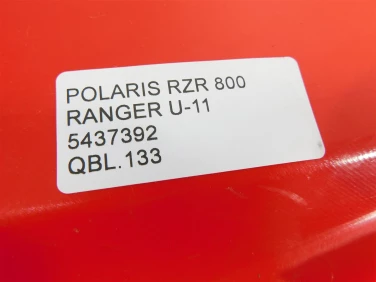 POLARIS RZR 800
RANGER U-11
5437392
QBL.133